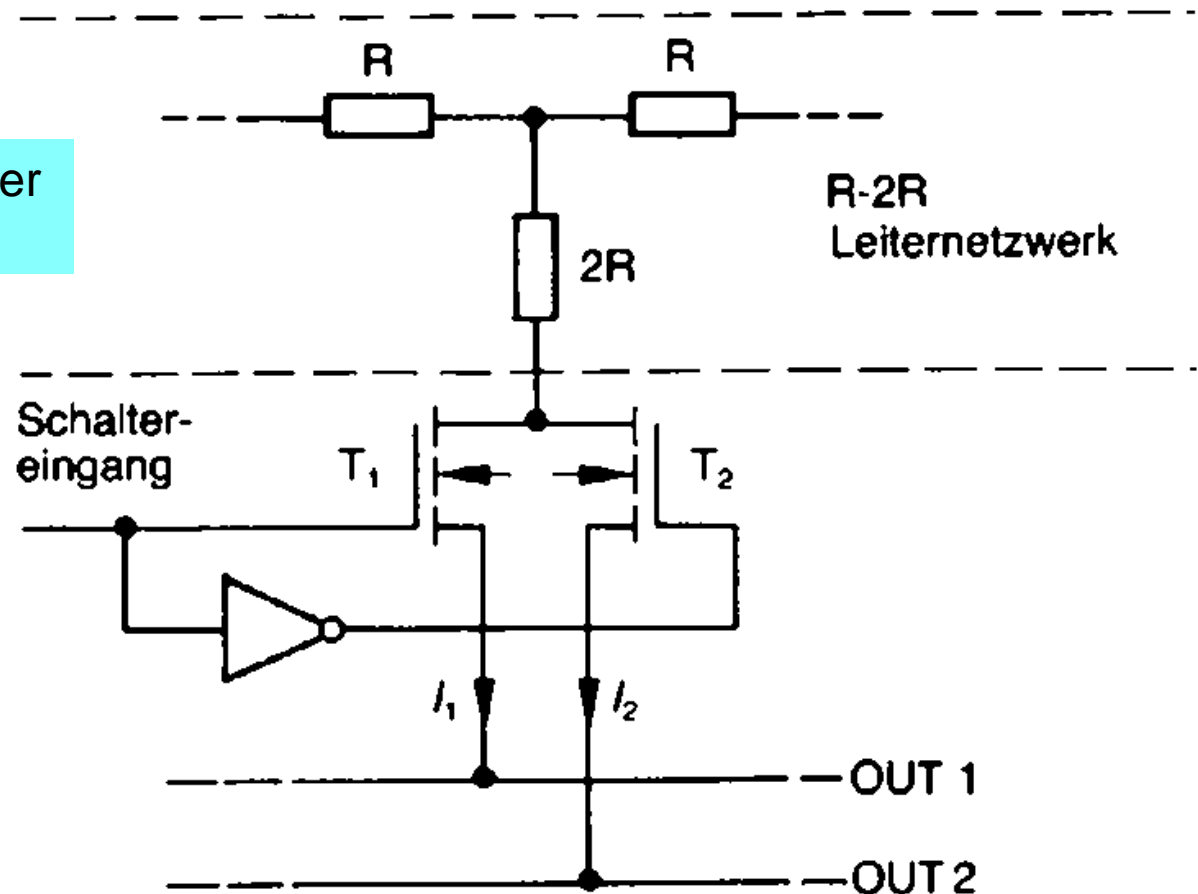 R
R
er
R-2R
Leiternetzwerk
2R
Schalter-
eingang
T₁
T₂
I₁
I₂
OUT 1
OUT 2